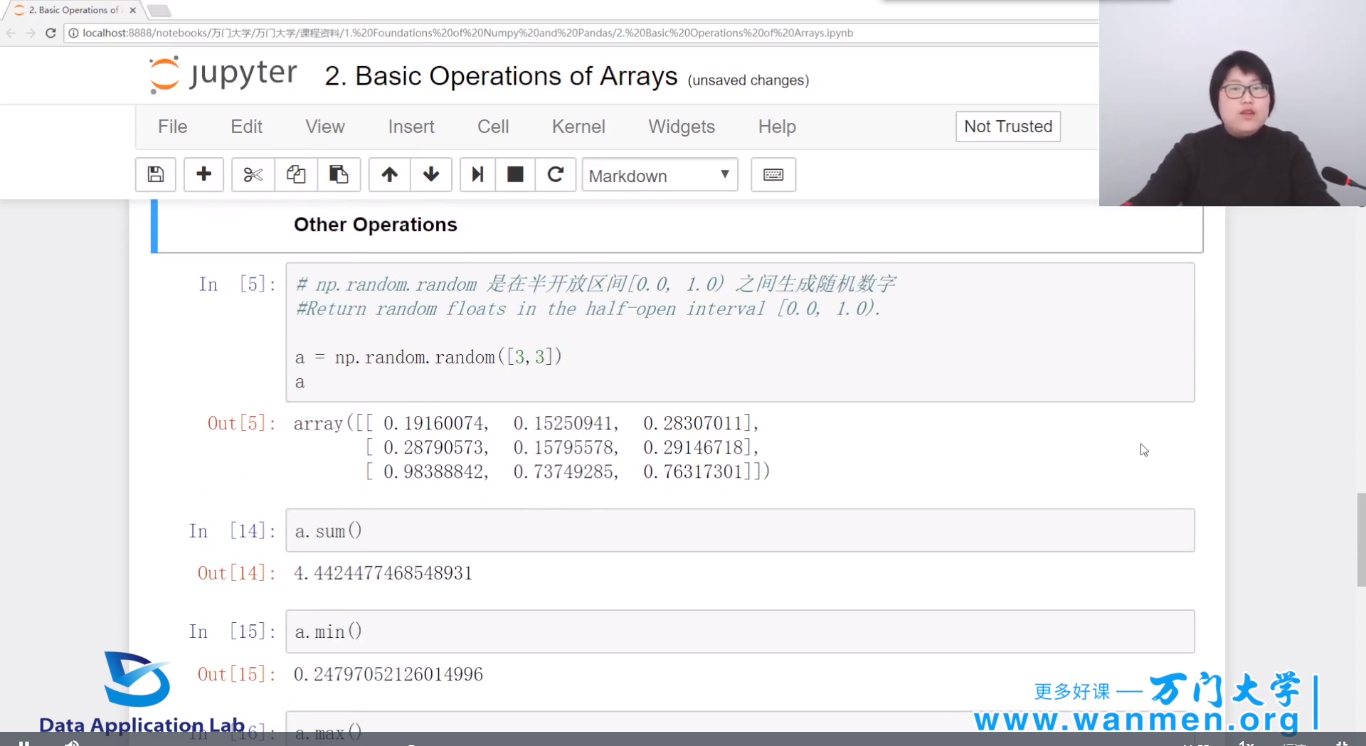 2. Basic Operations of
localhost:8888/notebooks/万门大学/万门大学/课程资料/1.%20Foundations%20of%20Numpy%20and%20Pandas/2.%20Basic%20Operations%20of%20Arrays.ipynb
jupyter 2. Basic Operations of Arrays (unsaved changes)
File Edit View Insert Cell Kernel Widgets Help Not Trusted
Markdown
Other Operations
In [5]: # np.random.random 是在半开放区间[0.0, 1.0) 之间生成随机数字
#Return random floats in the half-open interval [0.0, 1.0).
a = np.random.random([3,3])
a
Out[5]: array([[ 0.19160074, 0.15250941, 0.28307011],
[ 0.28790573, 0.15795578, 0.29146718],
[ 0.98388842, 0.73749285, 0.76317301]])
In [14]: a.sum()
Out[14]: 4.4424477468548931
In [15]: a.min()
Out[15]: 0.24797052126014996
更多好课 — 万门大学
www.wanmen.org
Data Application Lab
In [16]: a.max()